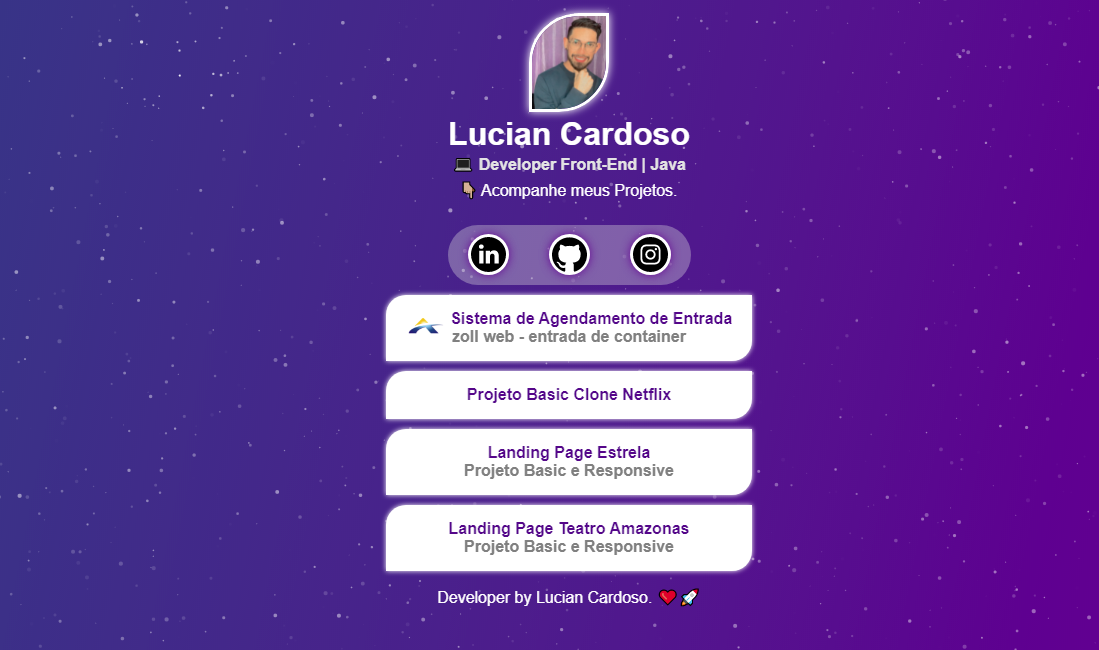 Lucian Cardoso
Developer Front-End | Java
Acompanhe meus Projetos.
in
Sistema de Agendamento de Entrada
zoll web - entrada de container
Projeto Basic Clone Netflix
Landing Page Estrela
Projeto Basic e Responsive
Landing Page Teatro Amazonas
Projeto Basic e Responsive
Developer by Lucian Cardoso.